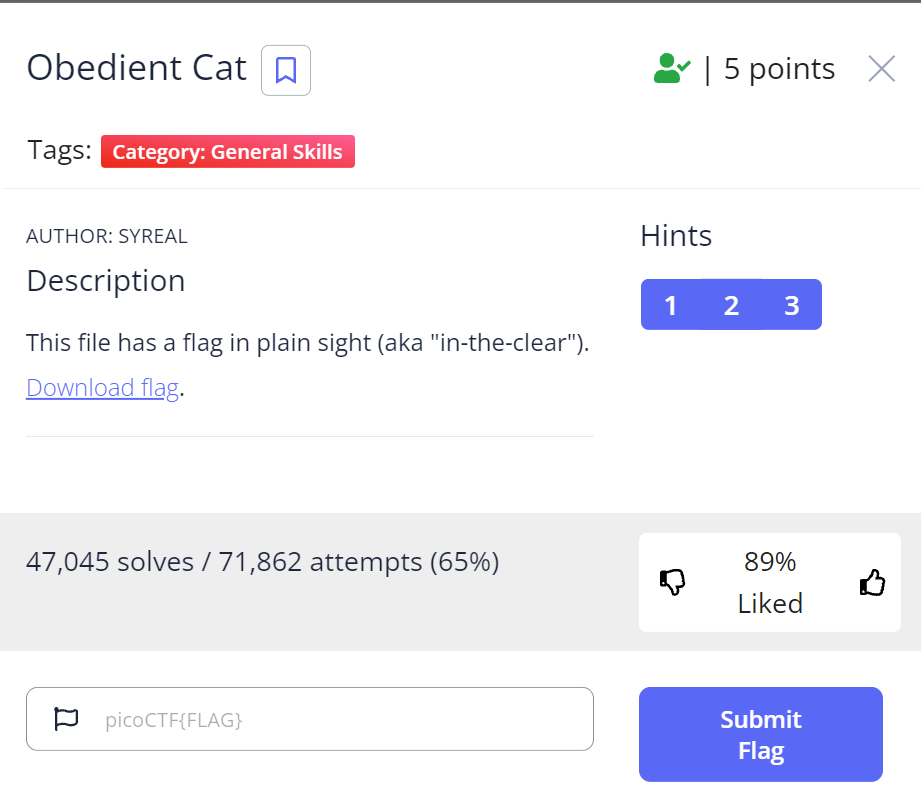 Obedient Cat
| 5 points
Tags: Category: General Skills
AUTHOR: SYREAL
Description
This file has a flag in plain sight (aka "in-the-clear").
Download flag.
Hints
1 2 3
47,045 solves / 71,862 attempts (65%)
89%
Liked
picoCTF{FLAG}
Submit
Flag